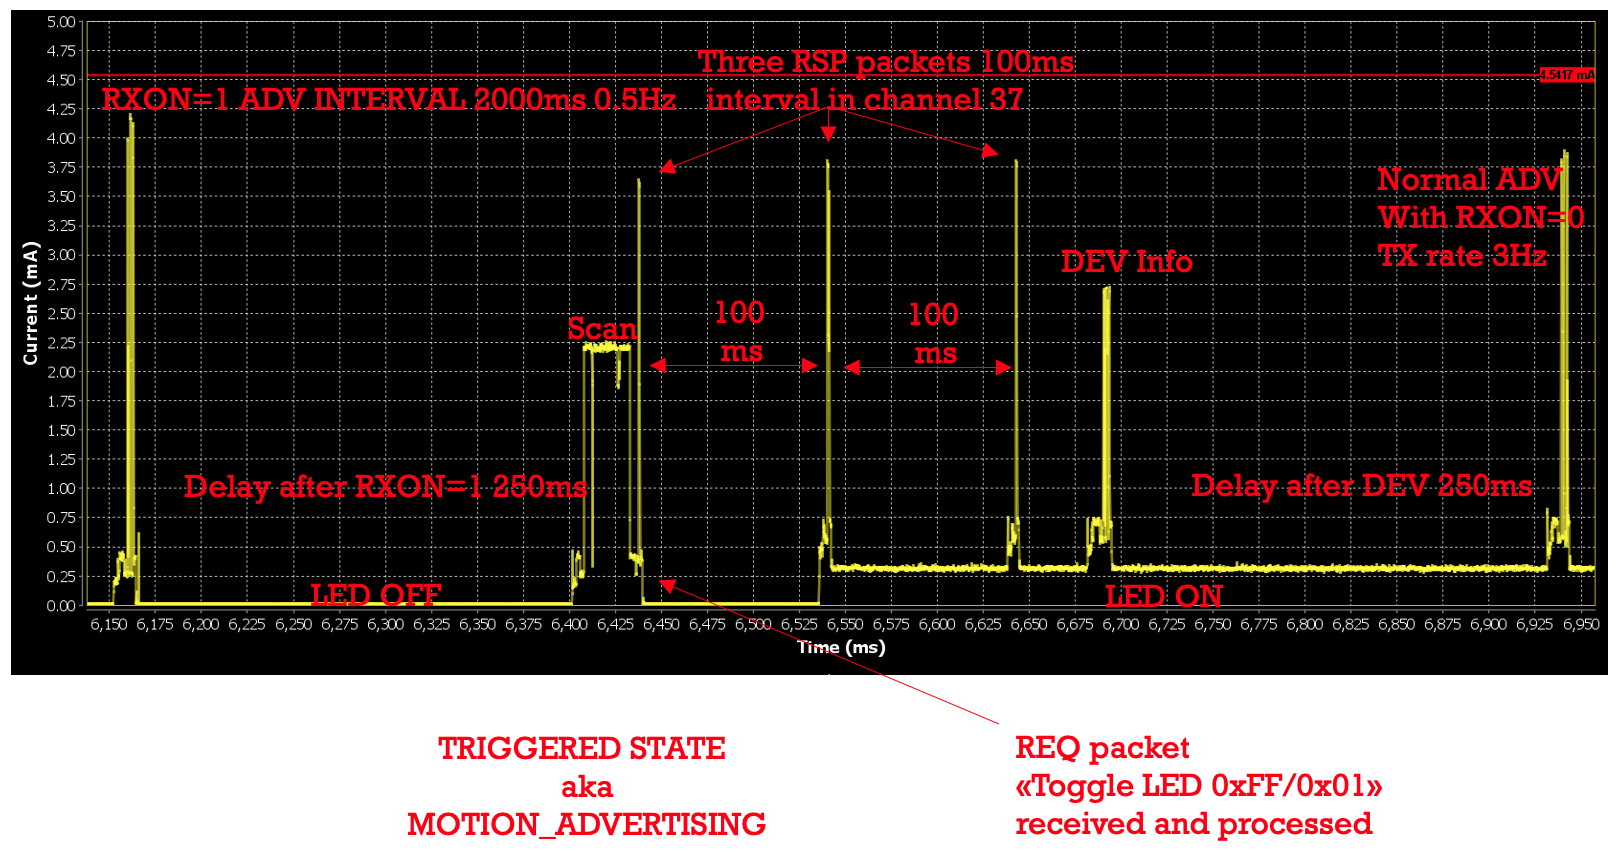 Three RSP packets 100ms
interval in channel 37
4.5417 mA
RXON=1 ADV INTERVAL 2000ms 0.5Hz
Normal ADV
With RXON=0
TX rate 3Hz
DEV Info
100
ms
100
ms
Scan
Delay after RXON=1 250ms
Delay after DEV 250ms
LED OFF
LED ON
Current (mA)
5.00
4.75
4.50
4.25
4.00
3.75
3.50
3.25
3.00
2.75
2.50
2.25
2.00
1.75
1.50
1.25
1.00
0.75
0.50
0.25
0.00
6,150 6,175 6,200 6,225 6,250 6,275 6,300 6,325 6,350 6,375 6,400 6,425 6,450 6,475 6,500 6,525 6,550 6,575 6,600 6,625 6,650 6,675 6,700 6,725 6,750 6,775 6,800 6,825 6,850 6,875 6,900 6,925 6,950
Time (ms)
TRIGGERED STATE
aka
MOTION_ADVERTISING
REQ packet
«Toggle LED 0xFF/0x01»
received and processed